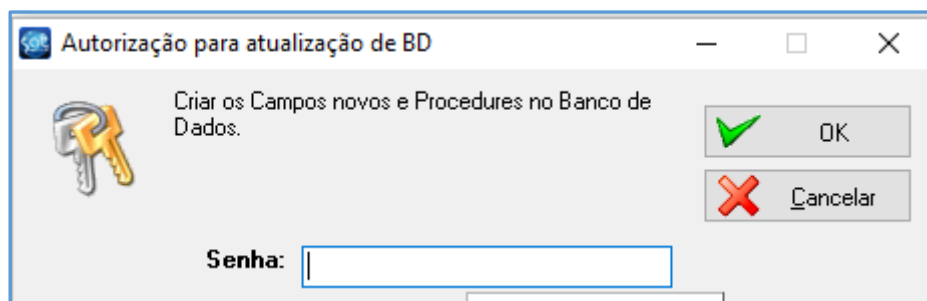 Autorização para atualização de BD
Criar os Campos novos e Procedures no Banco de
Dados.
OK
Cancelar
Senha: